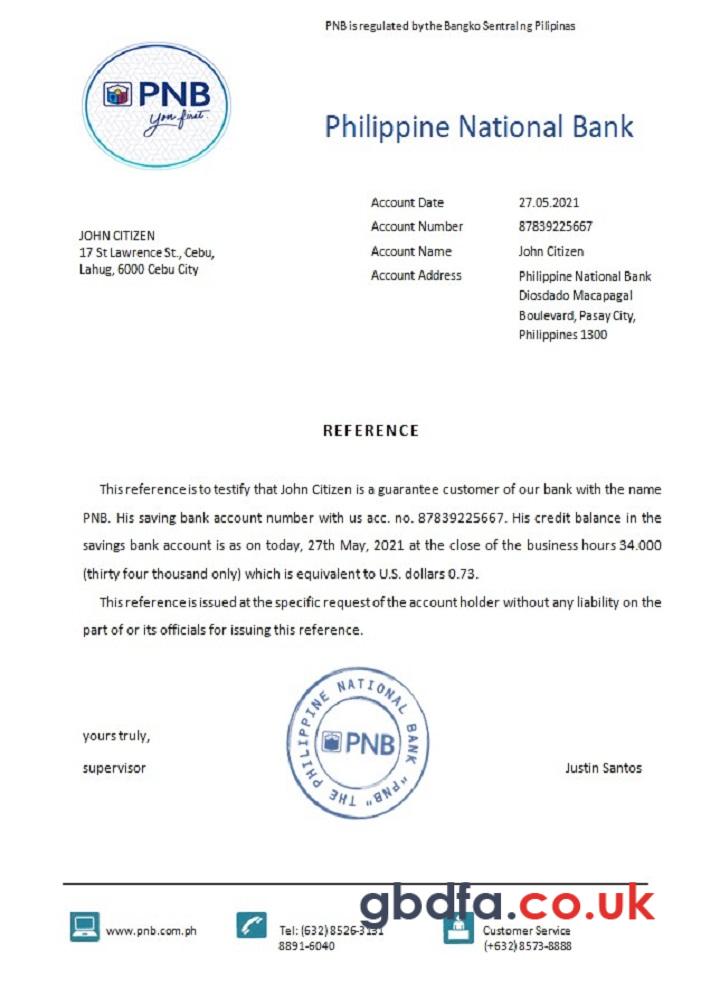 PNB is regulated by the Bangko Sentral ng Pilipinas
PNB
You first.
Philippine National Bank
Account Date 27.05.2021
Account Number 87839225667
Account Name John Citizen
Account Address Philippine National Bank
Diosdado Macapagal
Boulevard, Pasay City,
Philippines 1300
JOHN CITIZEN
17 St Lawrence St., Cebu,
Lahug, 6000 Cebu City
REFERENCE
This reference is to testify that John Citizen is a guarantee customer of our bank with the name
PNB. His saving bank account number with us acc. no. 87839225667. His credit balance in the
savings bank account is as on today, 27th May, 2021 at the close of the business hours 34.000
(thirty four thousand only) which is equivalent to U.S. dollars 0.73.
This reference is issued at the specific request of the account holder without any liability on the
part of or its officials for issuing this reference.
yours truly,
supervisor
THE PHILIPPINE NATIONAL BANK "PNB"
PNB
Justin Santos
gbdfa.co.uk
www.pnb.com.ph
Tel: (632)8526-3131
8891-6040
Customer Service
(+632)8573-8888